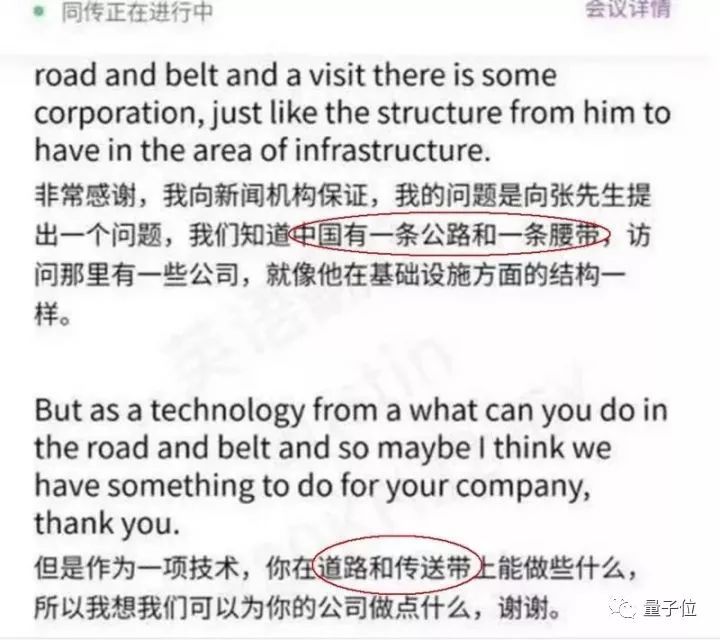 同传正在进行中
会议详情
road and belt and a visit there is some
corporation, just like the structure from him to
have in the area of infrastructure.
非常感谢，我向新闻机构保证，我的问题是向张先生提
出一个问题，我们知道中国有一条公路和一条腰带，访
问那里有一些公司，就像他在基础设施方面的结构一
样。
But as a technology from a what can you do in
the road and belt and so maybe I think we
have something to do for your company,
thank you.
但是作为一项技术，你在道路和传送带上能做些什么，
所以我想我们可以为你的公司做点什么，谢谢。
量子位